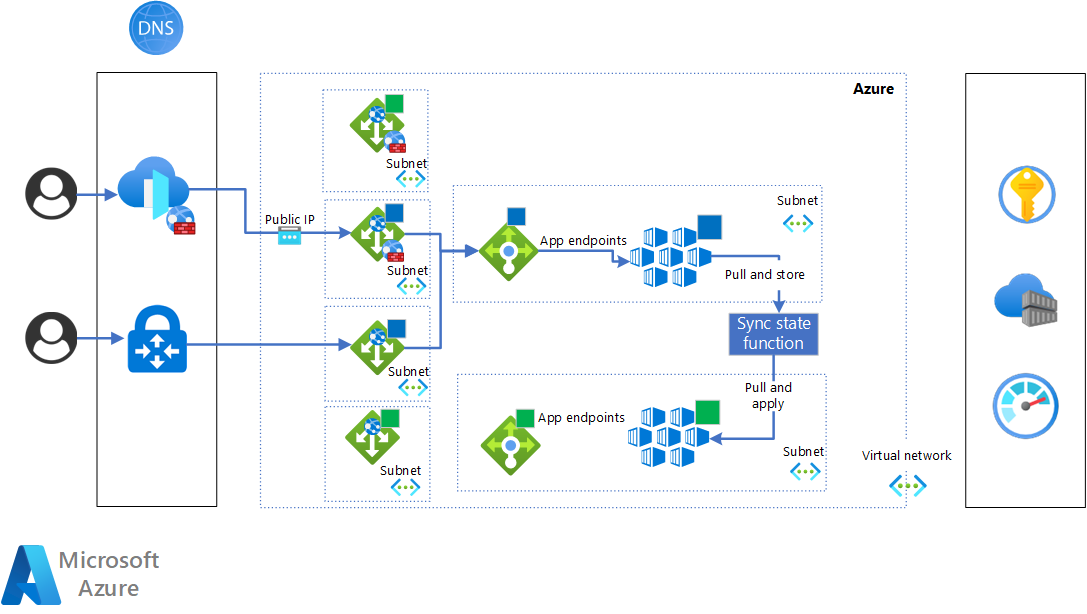 DNS
Azure
Subnet
Public IP
Subnet
App endpoints
Subnet
Pull and store
Sync state
function
Subnet
Pull and
apply
App endpoints
Subnet
Subnet
Virtual network
Microsoft
Azure